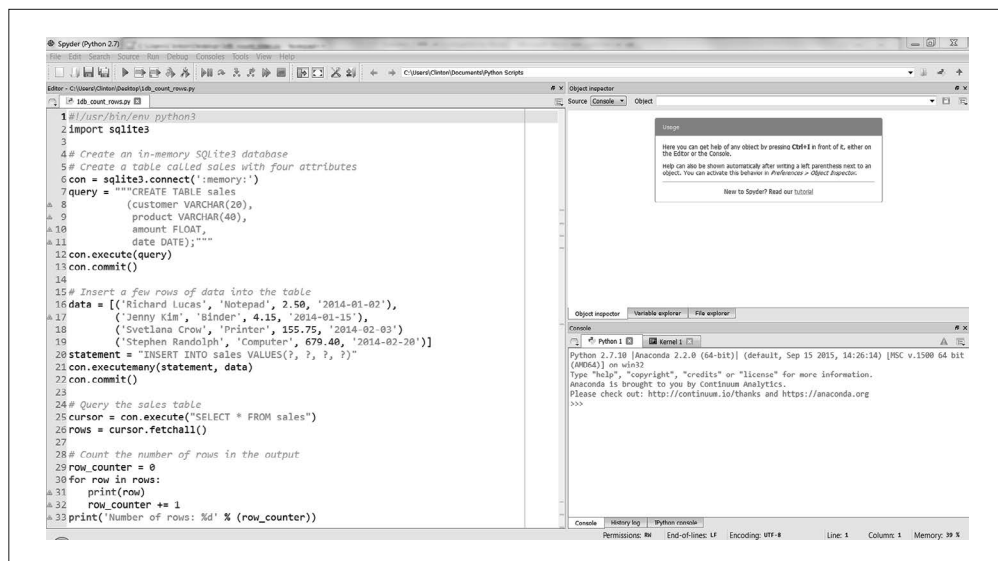 Spyder (Python 2.7)
File Edit Search Source Run Debug Consoles Tools View Help
C:\Users\Clinton\Documents\Python Scripts
Editor - C:\Users\Clinton\Desktop\1db_count_rows.py
1db_count_rows.py
1 #!/usr/bin/env python3
2 import sqlite3
3
4 # Create an in-memory SQLite3 database
5 # Create a table called sales with four attributes
6 con = sqlite3.connect(':memory:')
7 query = """CREATE TABLE sales
8 (customer VARCHAR(20),
9 product VARCHAR(40),
10 amount FLOAT,
11 date DATE);"""
12 con.execute(query)
13 con.commit()
14
15 # Insert a few rows of data into the table
16 data = [('Richard Lucas', 'Notepad', 2.50, '2014-01-02'),
17 ('Jenny Kim', 'Binder', 4.15, '2014-01-15'),
18 ('Svetlana Crow', 'Printer', 155.75, '2014-02-03')
19 ('Stephen Randolph', 'Computer', 679.40, '2014-02-20')]
20 statement = "INSERT INTO sales VALUES(?, ?, ?, ?)"
21 con.executemany(statement, data)
22 con.commit()
23
24 # Query the sales table
25 cursor = con.execute("SELECT * FROM sales")
26 rows = cursor.fetchall()
27
28 # Count the number of rows in the output
29 row_counter = 0
30 for row in rows:
31 print(row)
32 row_counter += 1
33 print('Number of rows: %d' % (row_counter))
Object inspector
Source Console Object
Usage
Here you can get help of any object by pressing Ctrl+I in front of it, either on
the Editor or the Console.
Help can also be shown automatically after writing a left parenthesis next to an
object. You can activate this behavior in Preferences > Object Inspector.
New to Spyder? Read our tutorial
Object inspector Variable explorer File explorer
Console
Python 1 Kernel 1
Python 2.7.10 |Anaconda 2.2.0 (64-bit)| (default, Sep 15 2015, 14:26:14) [MSC v.1500 64 bit
(AMD64)] on win32
Type "help", "copyright", "credits" or "license" for more information.
Anaconda is brought to you by Continuum Analytics.
Please check out: http://continuum.io/thanks and https://anaconda.org
>>>
Console History log IPython console
Permissions: RW End-of-lines: LF Encoding: UTF-8 Line: 1 Column: 1 Memory: 39 %